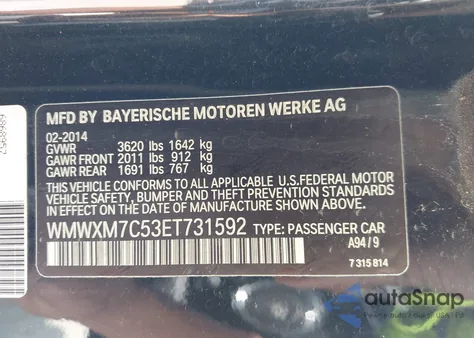 MFD BY BAYERISCHE MOTOREN WERKE AG
02-2014
GVWR 3620 lbs 1642 kg
GAWR FRONT 2011 lbs 912 kg
GAWR REAR 1691 lbs 767 kg
THIS VEHICLE CONFORMS TO ALL APPLICABLE U.S.FEDERAL MOTOR
VEHICLE SAFETY, BUMPER AND THEFT PREVENTION STANDARDS
IN EFFECT ON THE DATE OF MANUFACTURE SHOWN ABOVE.
WMWXM7C53ET731592 TYPE: PASSENGER CAR
A94/9
7315814
autoSnap